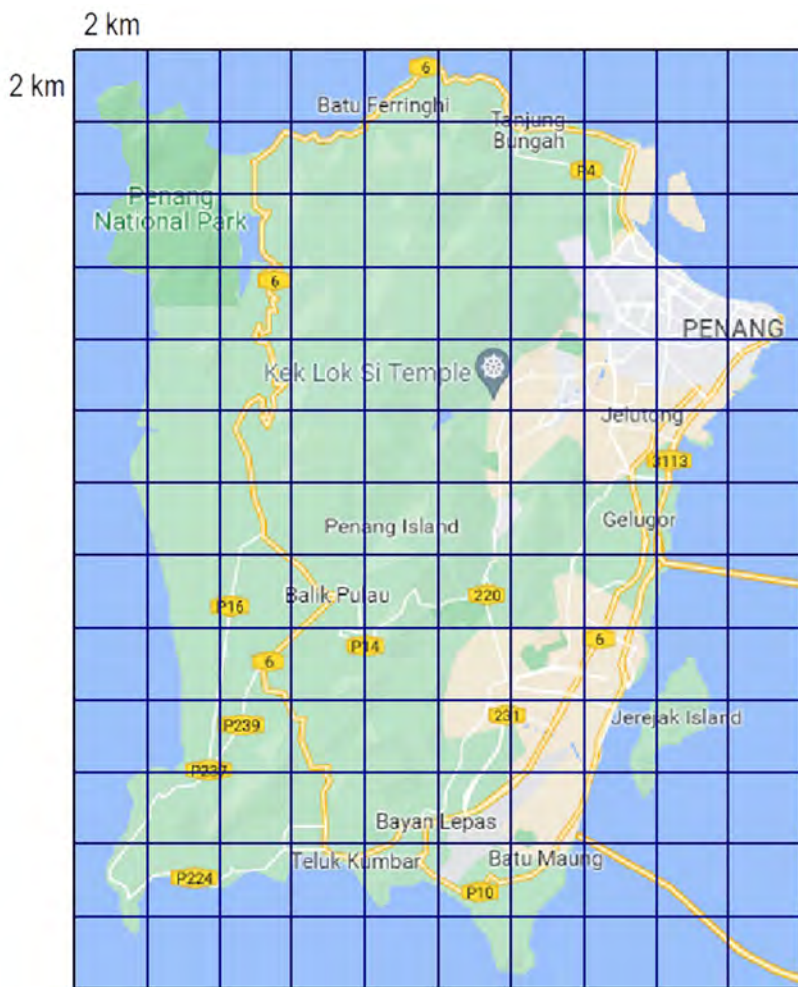 2 km
2 km
6
Batu Ferringhi
Tanjung
Bungah
P4
Penang
National Park
6
PENANG
Kek Lok Si Temple
Jelutong
3113
Penang Island
Gelugor
Balik Pulau
220
P16
P14
6
6
P239
231
Jerejak Island
P237
Bayan Lepas
Teluk Kumbar
Batu Maung
P224
P10